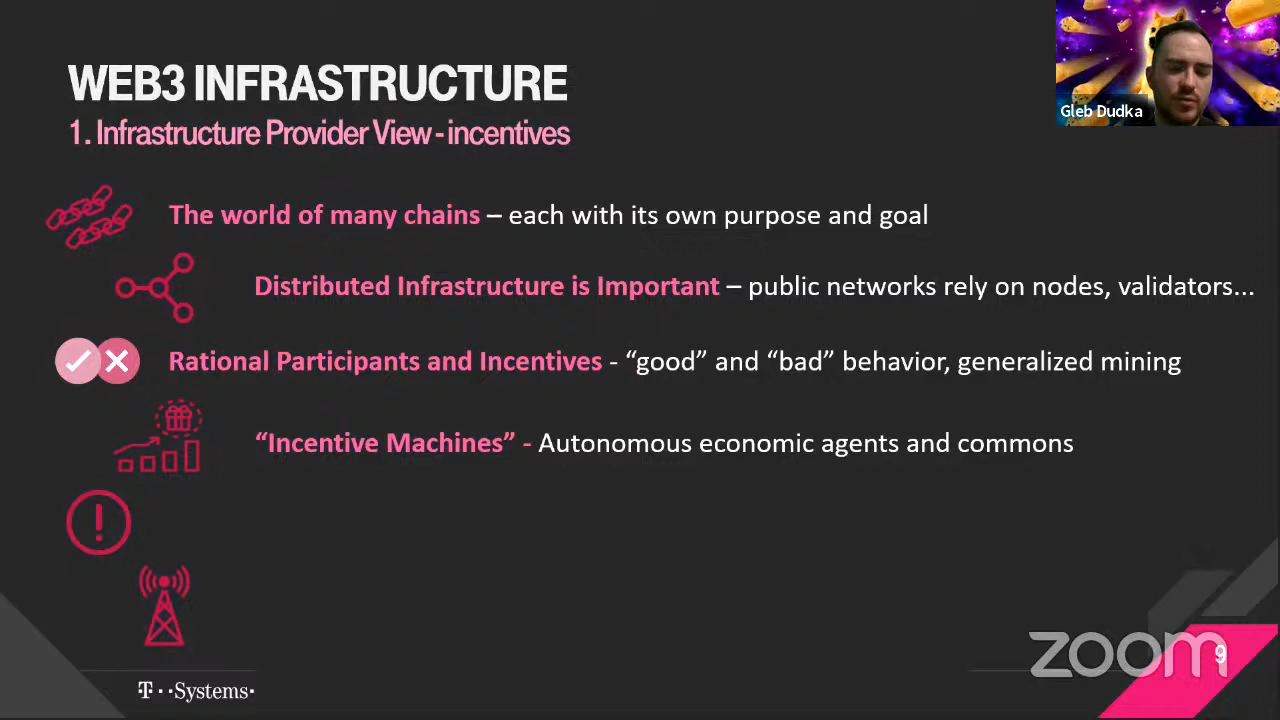 WEB3 INFRASTRUCTURE
1. Infrastructure Provider View - incentives
Gleb Dudka
The world of many chains – each with its own purpose and goal
Distributed Infrastructure is Important – public networks rely on nodes, validators...
Rational Participants and Incentives - “good” and “bad” behavior, generalized mining
“Incentive Machines” - Autonomous economic agents and commons
zoom
9
T · · Systems ·